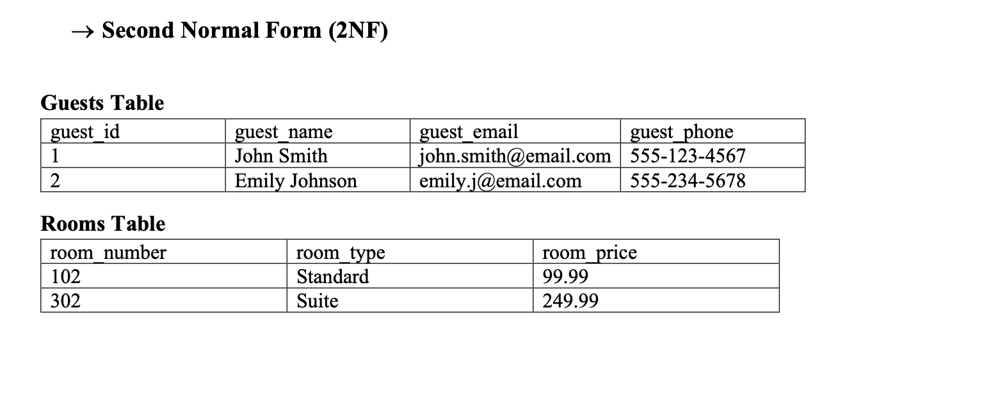 → Second Normal Form (2NF)
Guests Table
guest_id guest_name guest_email guest_phone
1 John Smith john.smith@email.com 555-123-4567
2 Emily Johnson emily.j@email.com 555-234-5678
Rooms Table
room_number room_type room_price
102 Standard 99.99
302 Suite 249.99